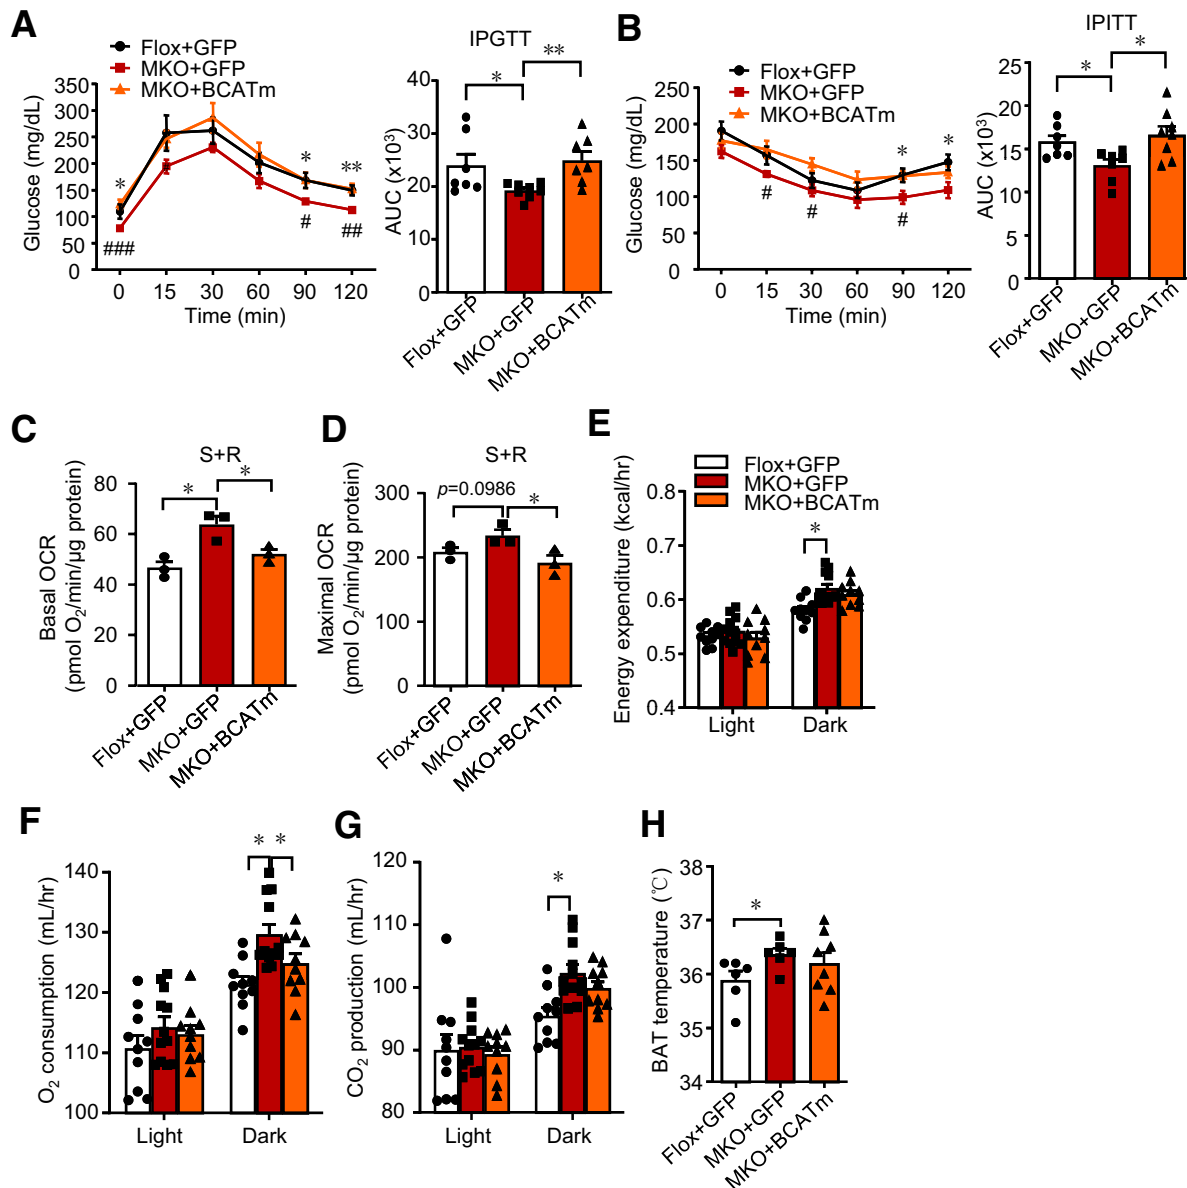 A
Flox+GFP
MKO+GFP
MKO+BCATm
Glucose (mg/dL)
350
300
250
200
150
100
50
0
*
*
**
###
#
##
0 15 30 60 90 120
Time (min)
IPGTT
*
**
AUC (x10³)
40
30
20
10
0
Flox+GFP
MKO+GFP
MKO+BCATm
B
Flox+GFP
MKO+GFP
MKO+BCATm
Glucose (mg/dL)
250
200
150
100
50
0
*
*
#
#
#
0 15 30 60 90 120
Time (min)
IPITT
*
*
AUC (x10³)
25
20
15
10
5
0
Flox+GFP
MKO+GFP
MKO+BCATm
C
S+R
Basal OCR
(pmol O₂/min/µg protein)
80
60
40
20
0
*
*
Flox+GFP
MKO+GFP
MKO+BCATm
D
S+R
Maximal OCR
(pmol O₂/min/µg protein)
300
200
100
0
p=0.0986
*
Flox+GFP
MKO+GFP
MKO+BCATm
E
Flox+GFP
MKO+GFP
MKO+BCATm
Energy expenditure (kcal/hr)
0.8
0.7
0.6
0.5
0.4
*
Light Dark
F
O₂ consumption (mL/hr)
140
130
120
110
100
* *
Light Dark
G
CO₂ production (mL/hr)
120
110
100
90
80
*
Light Dark
H
BAT temperature (℃)
38
37
36
35
34
*
Flox+GFP
MKO+GFP
MKO+BCATm